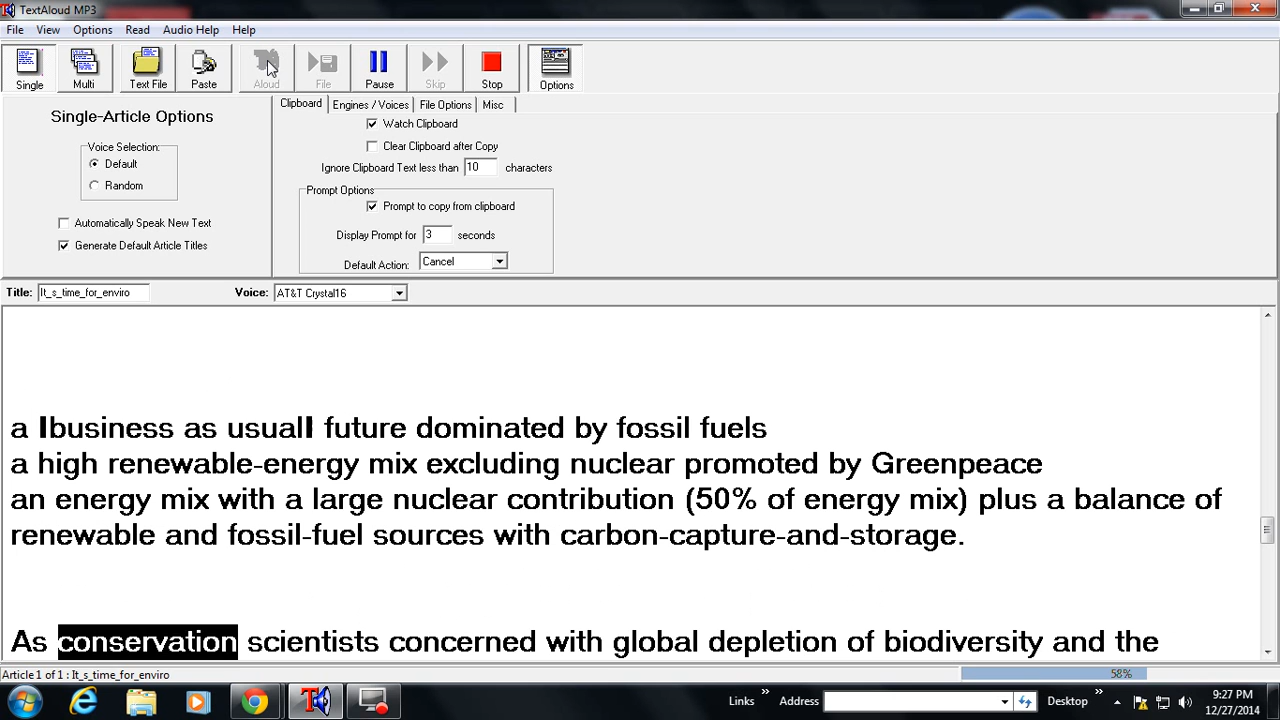 TextAloud MP3
File View Options Read Audio Help Help
Single Multi Text File Paste Aloud File Pause Skip Stop Options
Single-Article Options
Voice Selection:
Default
Random
Automatically Speak New Text
Generate Default Article Titles
Clipboard Engines / Voices File Options Misc
Watch Clipboard
Clear Clipboard after Copy
Ignore Clipboard Text less than 10 characters
Prompt Options
Prompt to copy from clipboard
Display Prompt for 3 seconds
Default Action: Cancel
Title: It_s_time_for_enviro Voice: AT&T Crystal16
a Ibusiness as usualI future dominated by fossil fuels
a high renewable-energy mix excluding nuclear promoted by Greenpeace
an energy mix with a large nuclear contribution (50% of energy mix) plus a balance of
renewable and fossil-fuel sources with carbon-capture-and-storage.
As conservation scientists concerned with global depletion of biodiversity and the
Article 1 of 1 : It_s_time_for_enviro 58%
Links » Address Desktop »
9:27 PM
12/27/2014